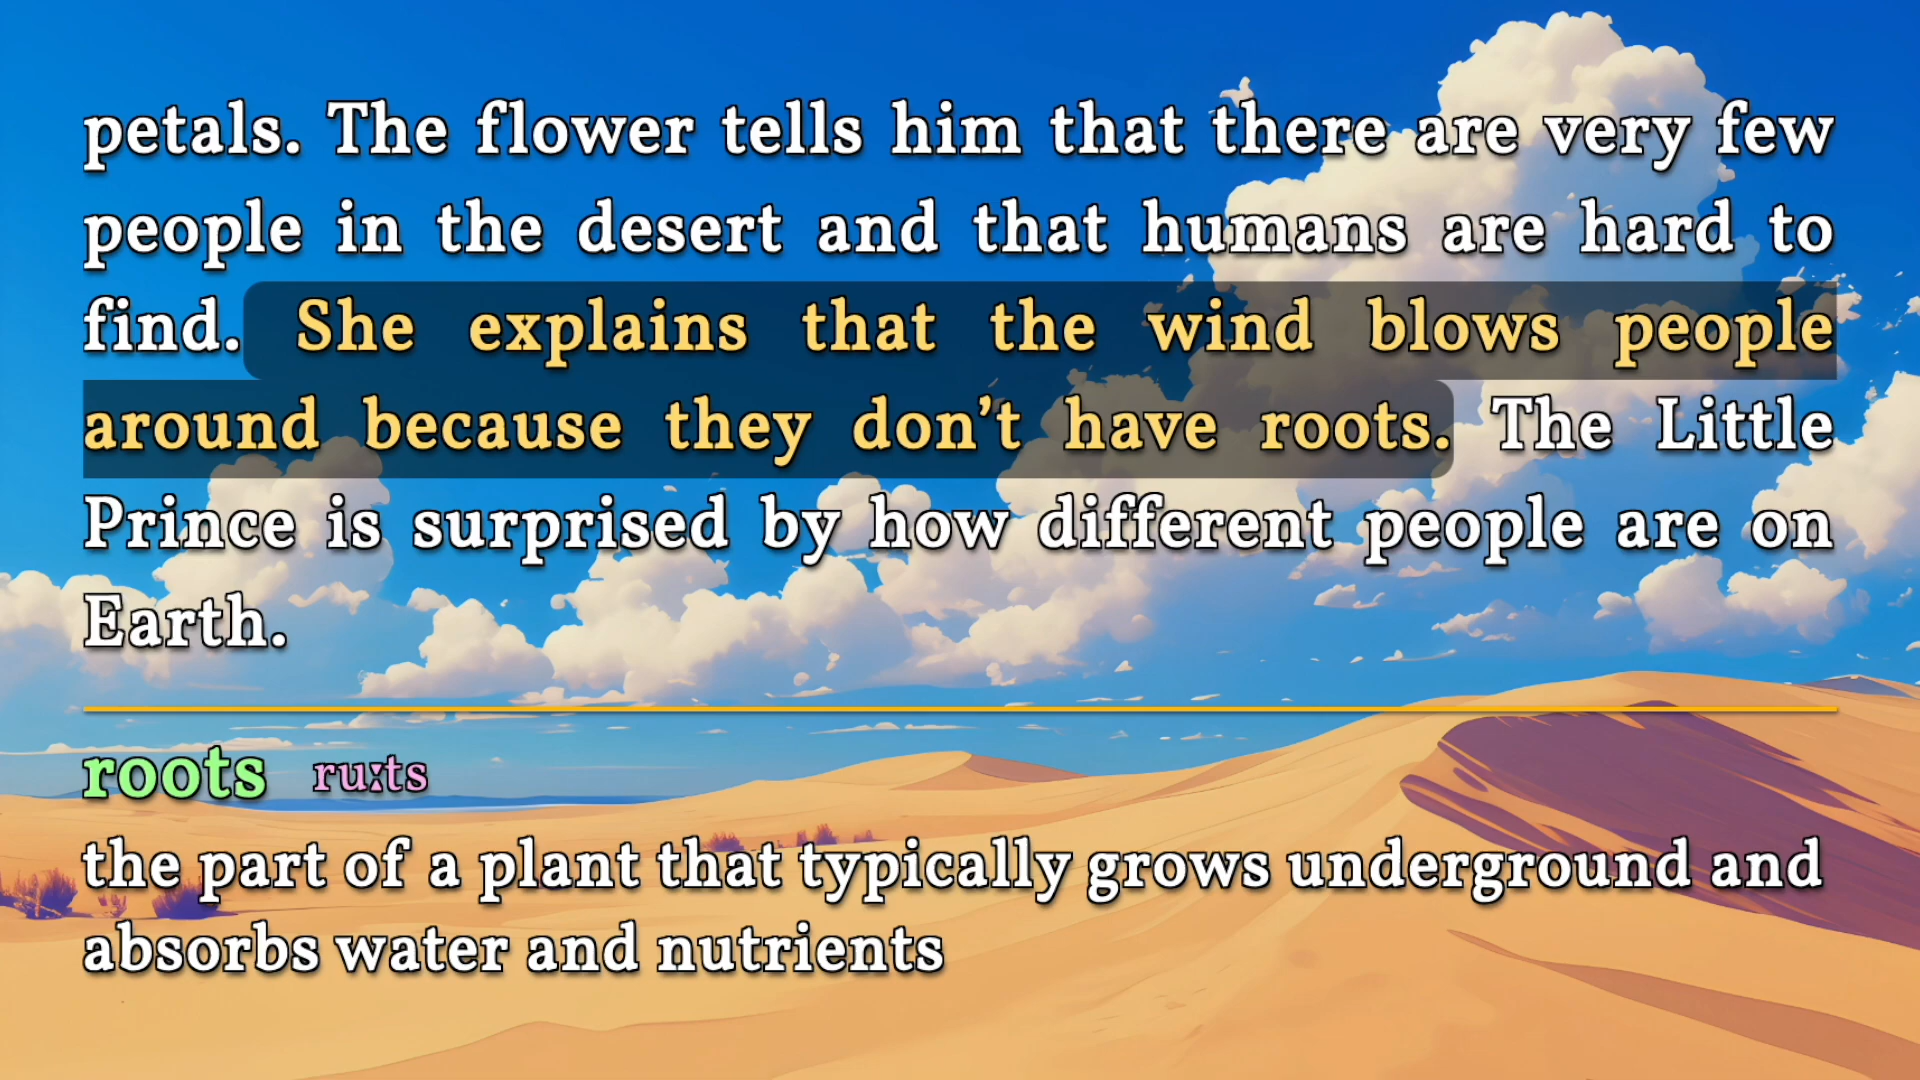 petals. The flower tells him that there are very few
people in the desert and that humans are hard to
find. She explains that the wind blows people
around because they don’t have roots. The Little
Prince is surprised by how different people are on
Earth.
roots ruːts
the part of a plant that typically grows underground and
absorbs water and nutrients